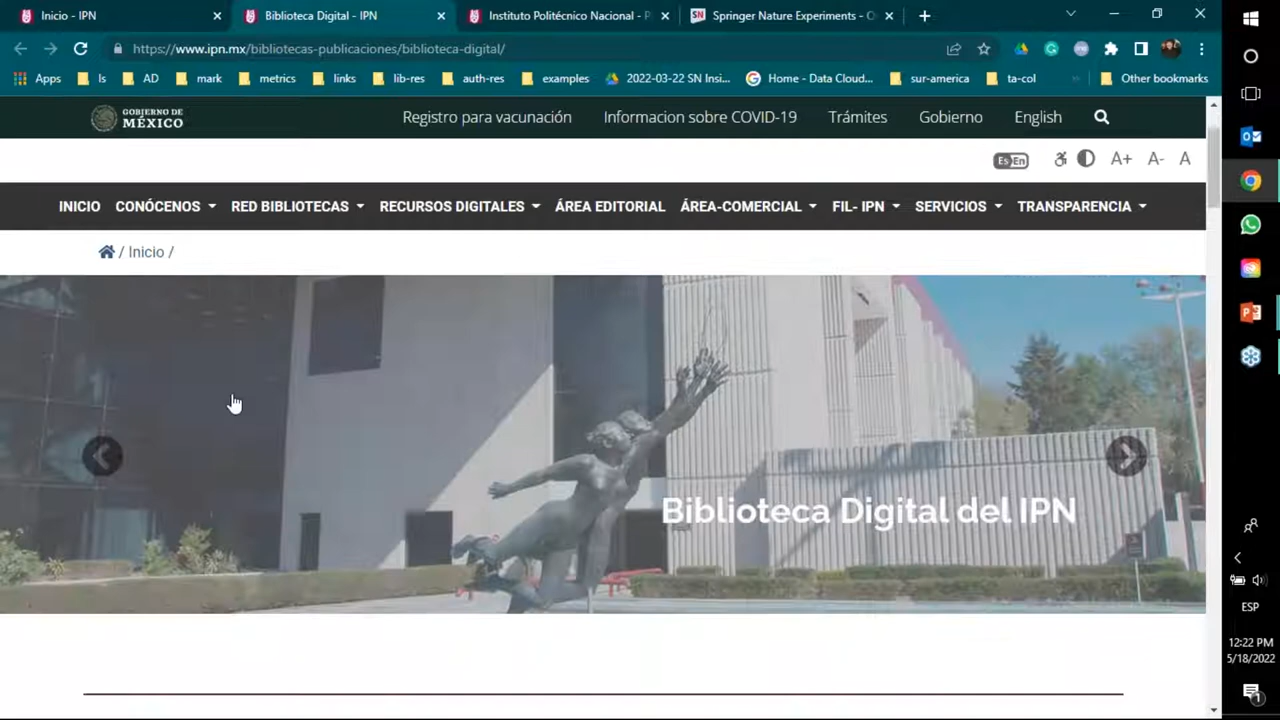 Inicio - IPN
Biblioteca Digital - IPN
Instituto Politécnico Nacional - P
SN
Springer Nature Experiments - O
https://www.ipn.mx/bibliotecas-publicaciones/biblioteca-digital/
Apps
ls
AD
mark
metrics
links
lib-res
auth-res
examples
2022-03-22 SN Insi...
Home - Data Cloud...
sur-america
ta-col
Other bookmarks
GOBIERNO DE
MÉXICO
Registro para vacunación
Informacion sobre COVID-19
Trámites
Gobierno
English
Es En
A+
A-
A
INICIO
CONÓCENOS
RED BIBLIOTECAS
RECURSOS DIGITALES
ÁREA EDITORIAL
ÁREA-COMERCIAL
FIL- IPN
SERVICIOS
TRANSPARENCIA
/ Inicio /
Biblioteca Digital del IPN
ESP
12:22 PM
5/18/2022
1